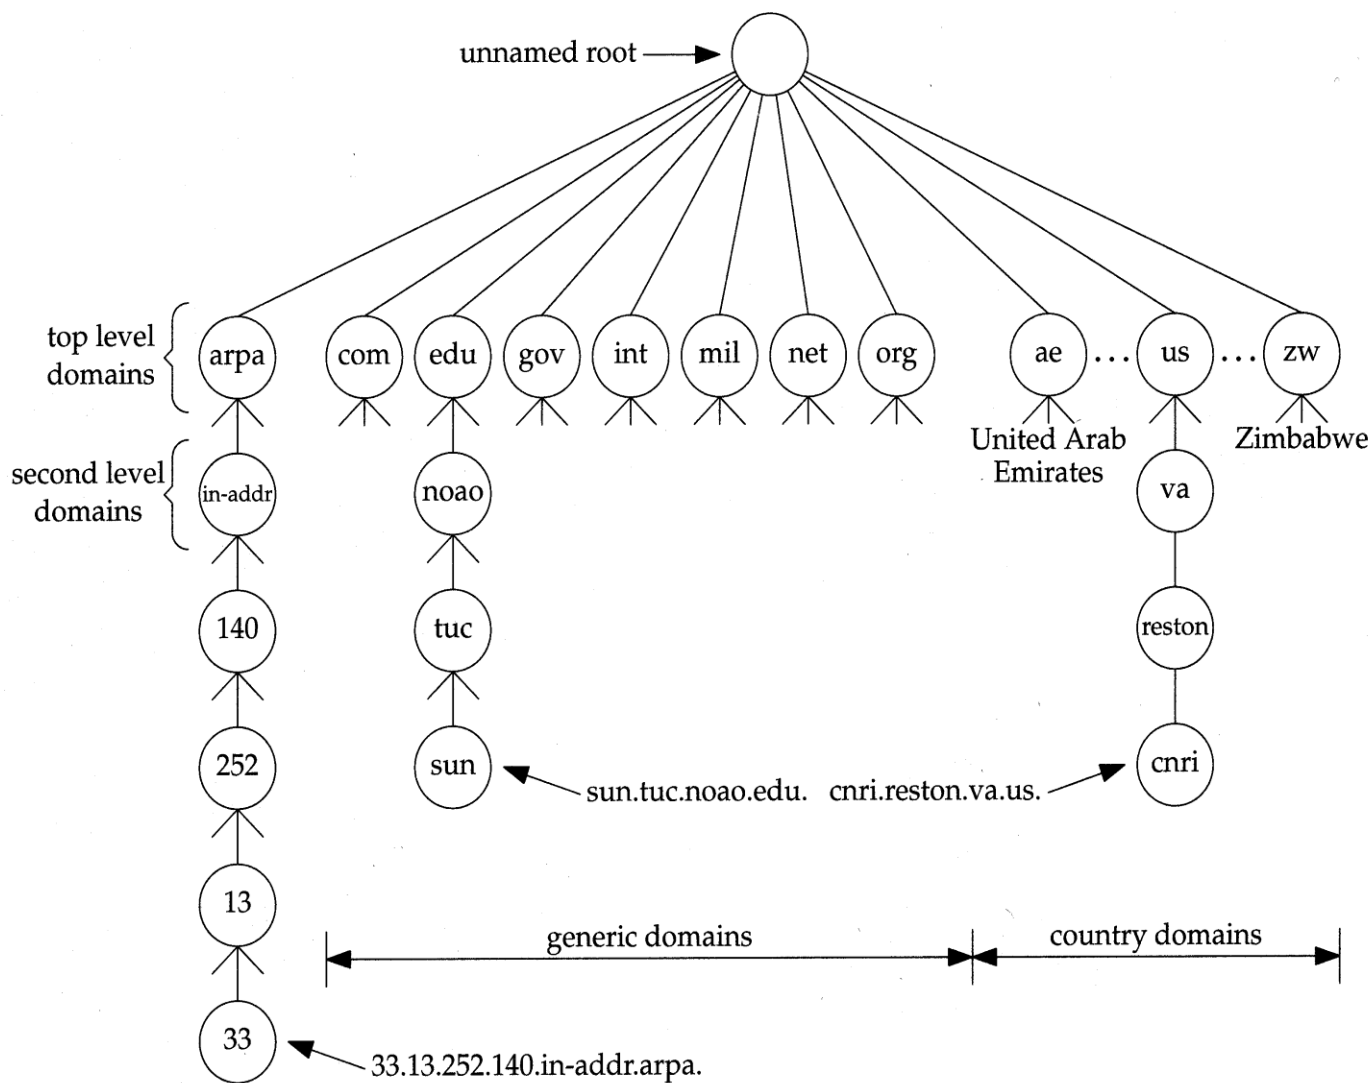 unnamed root
top level
domains
arpa
com
edu
gov
int
mil
net
org
ae
...
us
...
zw
United Arab
Emirates
Zimbabwe
second level
domains
in-addr
noao
va
140
tuc
reston
252
sun
cnri
sun.tuc.noao.edu.
cnri.reston.va.us.
13
generic domains
country domains
33
33.13.252.140.in-addr.arpa.